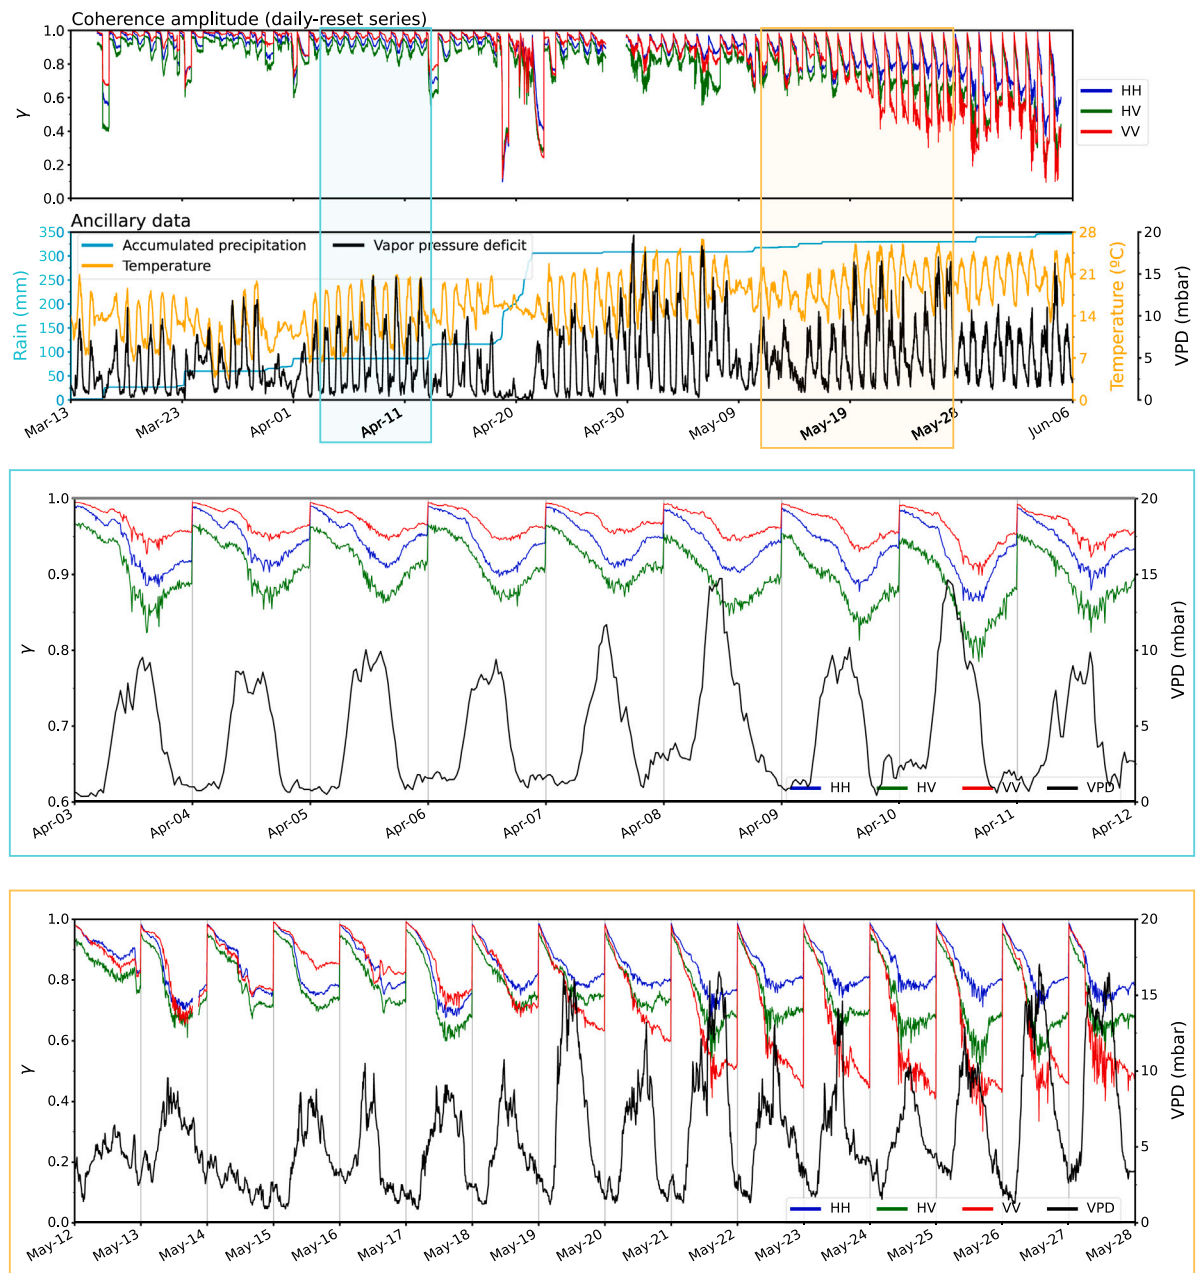 Coherence amplitude (daily-reset series)
1.0
0.8
0.6
0.4
0.2
0.0
γ
HH
HV
VV
Ancillary data
350
300
250
200
150
100
50
0
Rain (mm)
Accumulated precipitation
Temperature
Vapor pressure deficit
28
21
14
7
0
Temperature (ºC)
20
15
10
5
0
VPD (mbar)
Mar-13 Mar-23 Apr-01 Apr-11 Apr-20 Apr-30 May-09 May-19 May-28 Jun-06
1.0
0.9
0.8
0.7
0.6
γ
20
15
10
5
0
VPD (mbar)
HH HV VV VPD
Apr-03 Apr-04 Apr-05 Apr-06 Apr-07 Apr-08 Apr-09 Apr-10 Apr-11 Apr-12
1.0
0.8
0.6
0.4
0.2
0.0
γ
20
15
10
5
0
VPD (mbar)
HH HV VV VPD
May-12 May-13 May-14 May-15 May-16 May-17 May-18 May-19 May-20 May-21 May-22 May-23 May-24 May-25 May-26 May-27 May-28